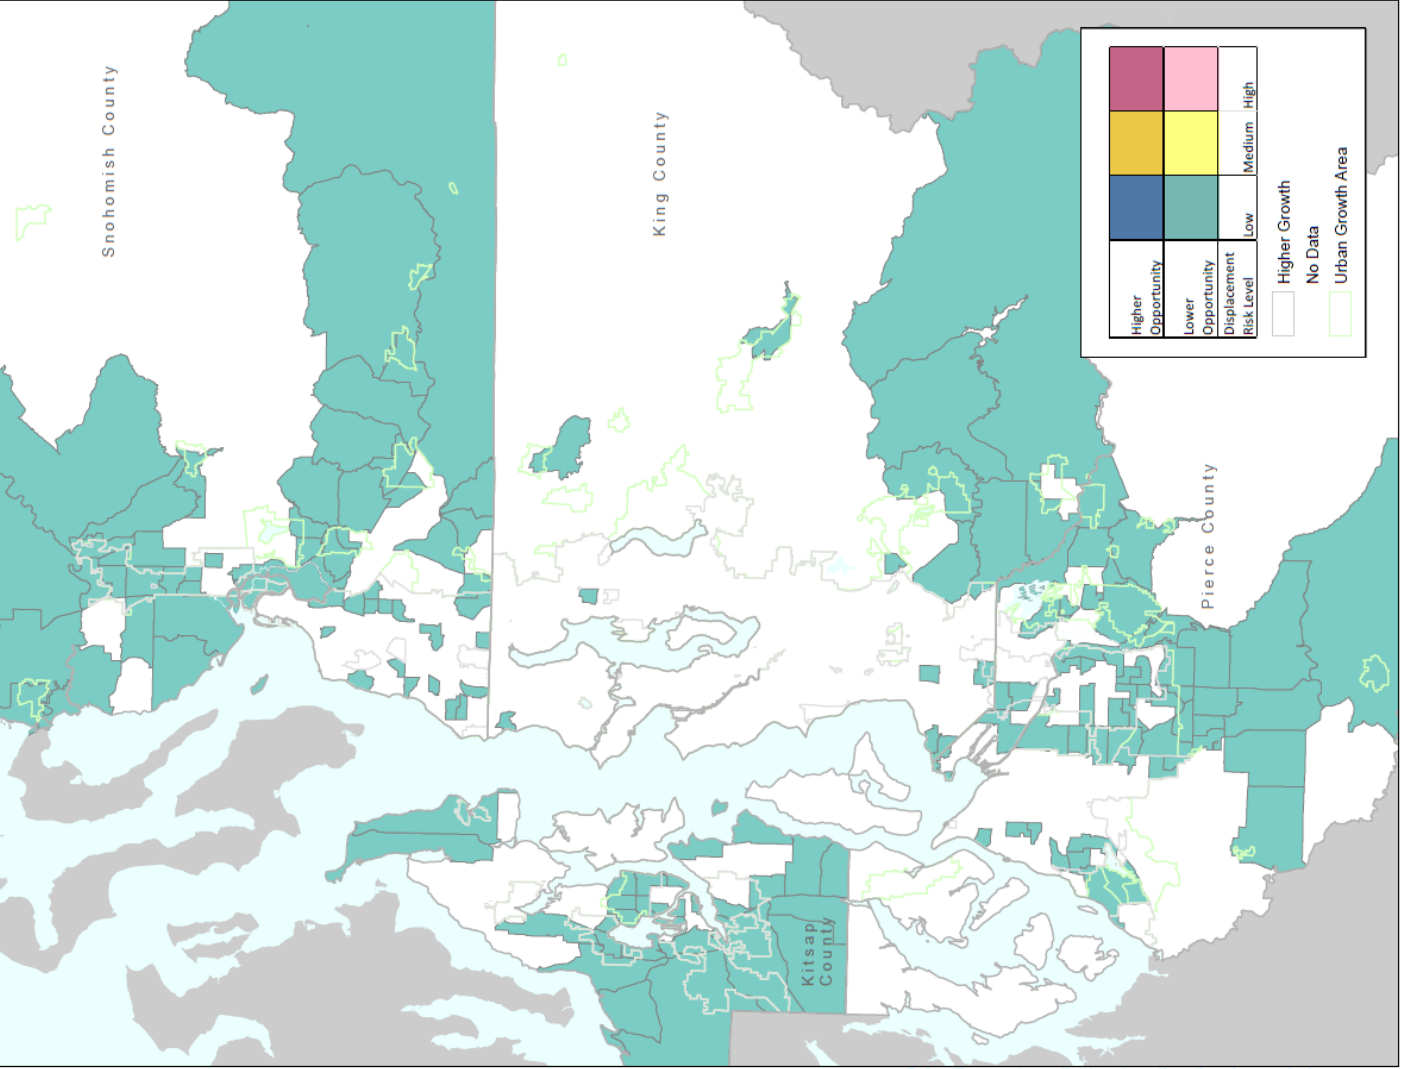 Snohomish County
King County
Pierce County
Kitsap
County
Higher
Opportunity
Lower
Opportunity
Displacement
Risk Level
Low
Medium
High
Higher Growth
No Data
Urban Growth Area